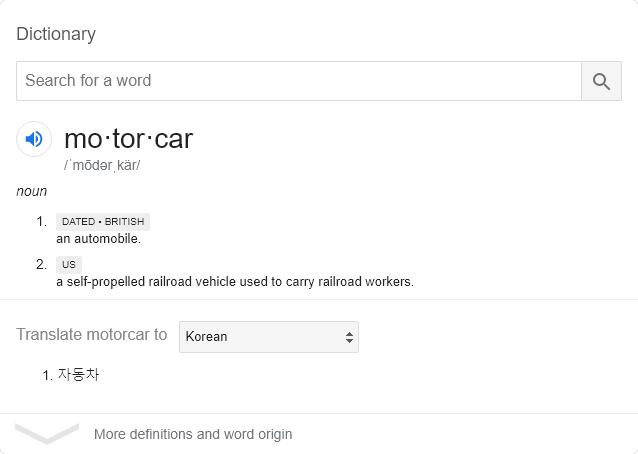 Dictionary
Search for a word
mo·tor·car
/ˈmōdərˌkär/
noun
1. DATED • BRITISH
an automobile.
2. US
a self-propelled railroad vehicle used to carry railroad workers.
Translate motorcar to Korean
1. 자동차
More definitions and word origin